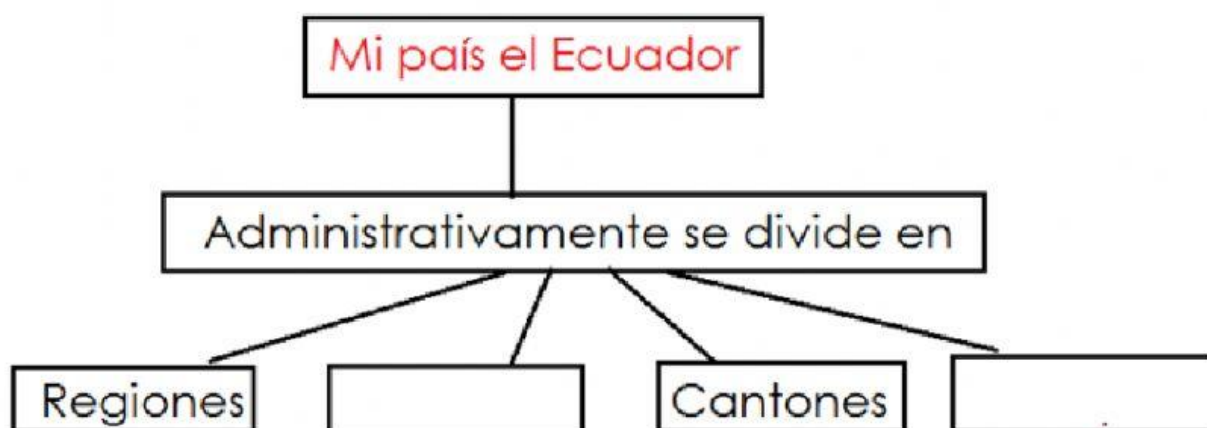 Mi país el Ecuador
Administrativamente se divide en
Regiones
Cantones